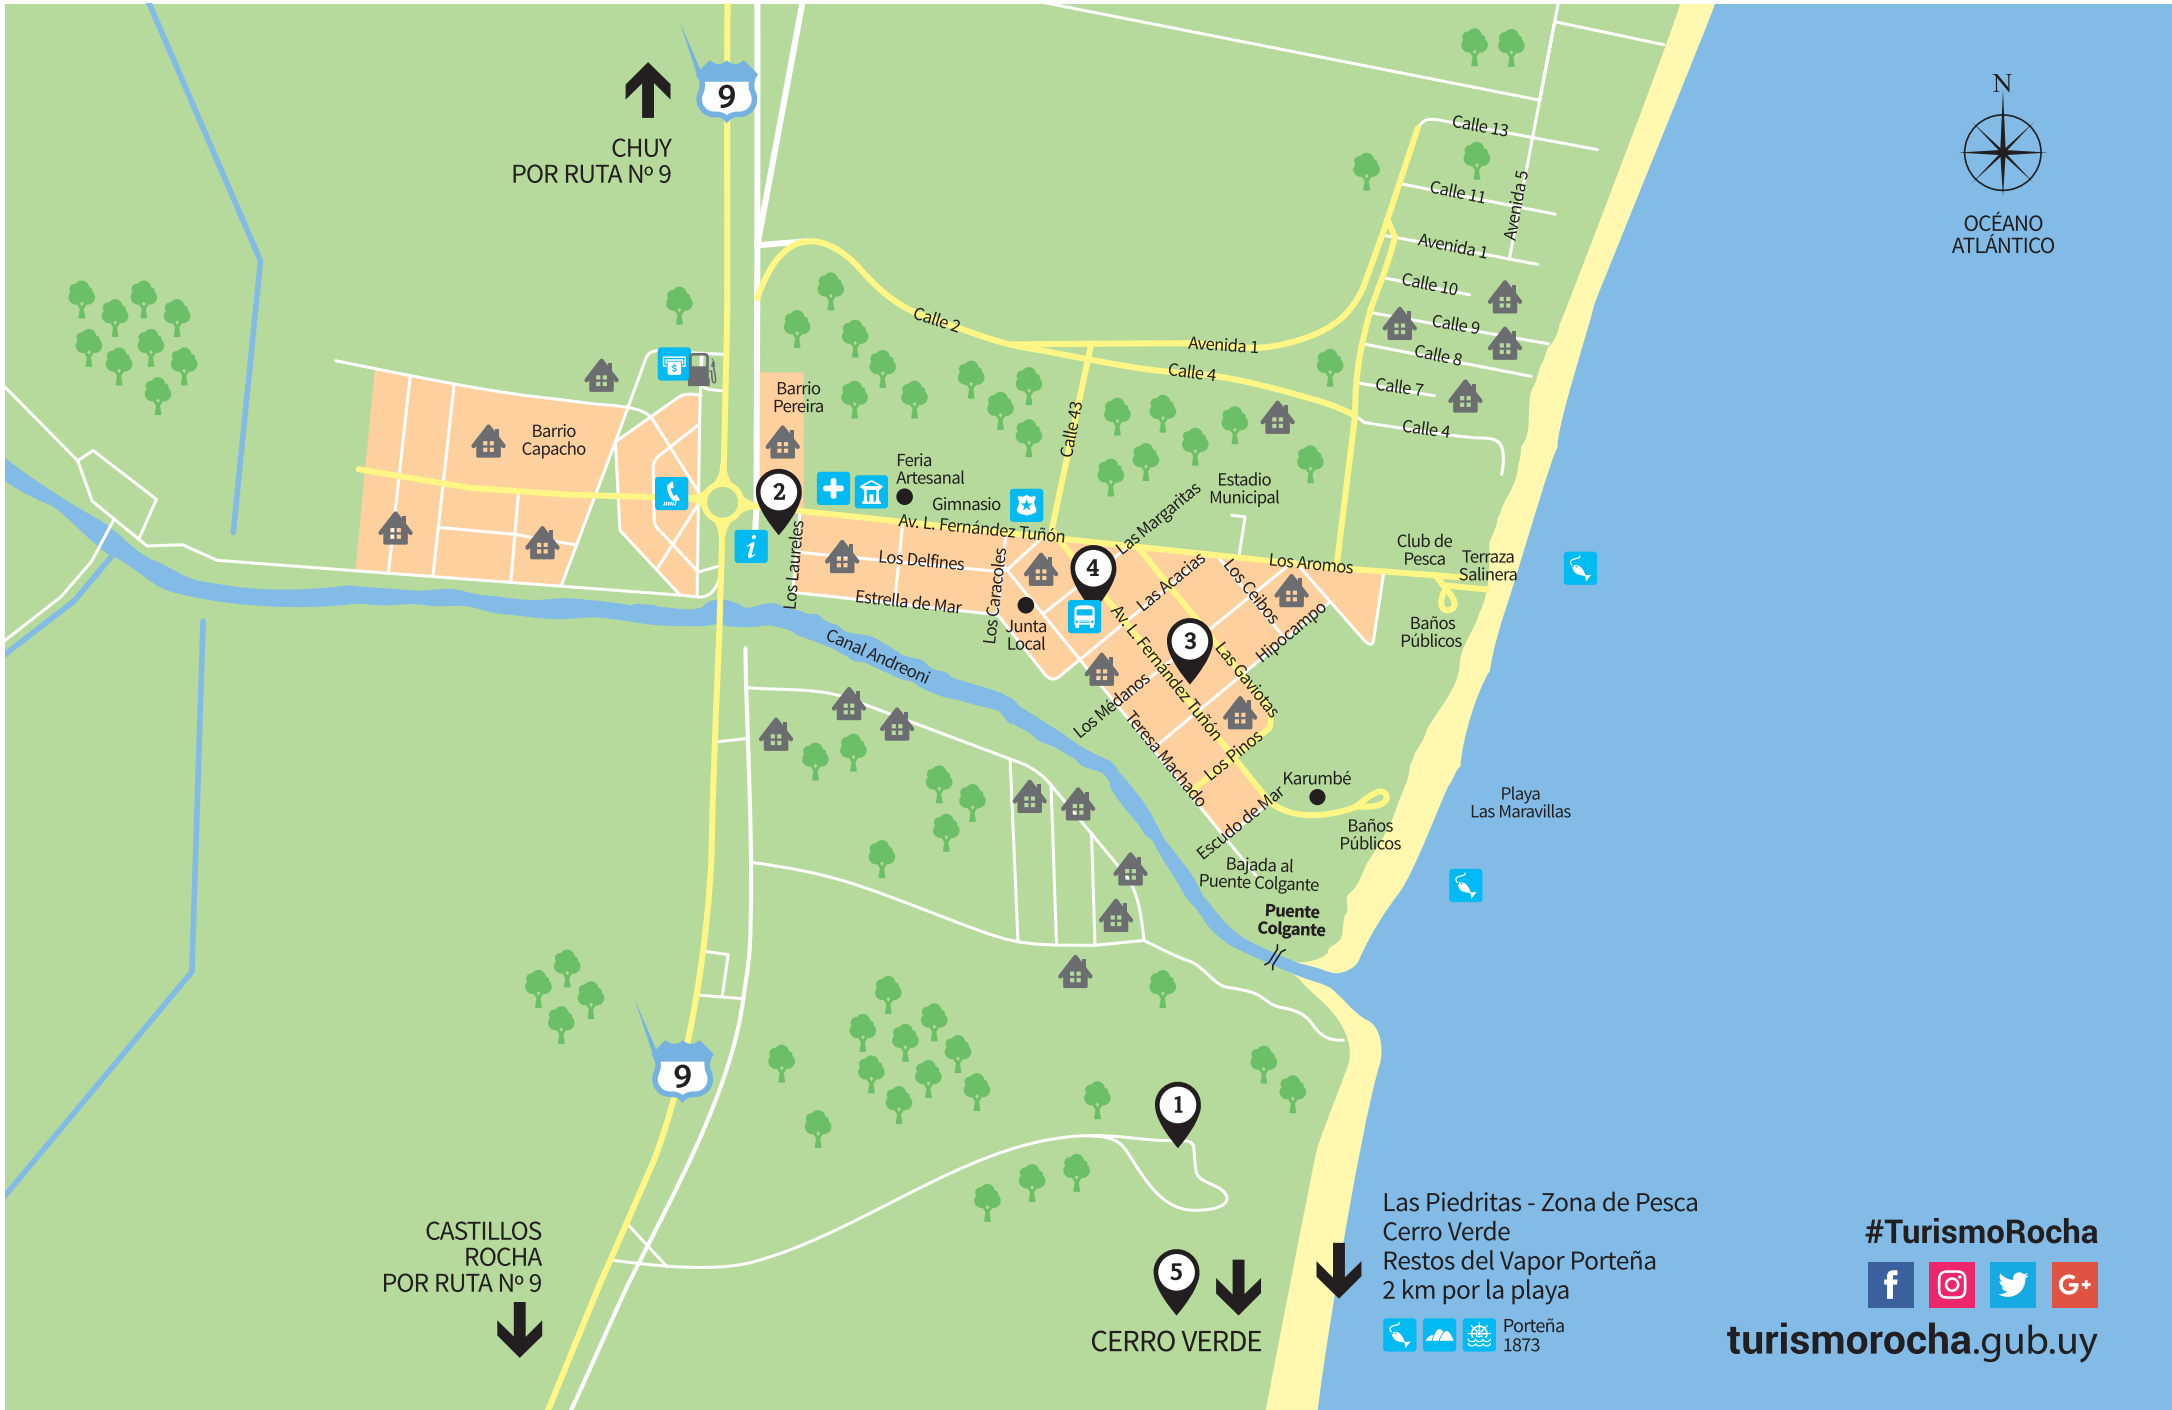 9
CHUY
POR RUTA Nº 9
N
OCÉANO
ATLÁNTICO
Calle 13
Calle 11
Avenida 5
Avenida 1
Calle 10
Calle 9
Calle 8
Calle 7
Calle 4
Calle 2
Avenida 1
Calle 4
Calle 43
$
Barrio
Pereira
Barrio
Capacho
Feria
Artesanal
Gimnasio
Estadio
Municipal
2
i
Av. L. Fernández Tuñón
Las Margaritas
Los Laureles
Los Delfines
Los Caracoles
Estrella de Mar
4
Las Acacias
Los Ceibos
Los Aromos
Club de
Pesca
Terraza
Salinera
Baños
Públicos
Junta
Local
Av. L. Fernández Tuñón
3
Hipocampo
Las Gaviotas
Canal Andreoni
Los Médanos
Teresa Machado
Los Pinos
Escudo de Mar
Karumbé
Baños
Públicos
Playa
Las Maravillas
Bajada al
Puente Colgante
Puente
Colgante
9
1
CASTILLOS
ROCHA
POR RUTA Nº 9
5
CERRO VERDE
Las Piedritas - Zona de Pesca
Cerro Verde
Restos del Vapor Porteña
2 km por la playa
Porteña
1873
#TurismoRocha
f
G+
turismorocha.gub.uy